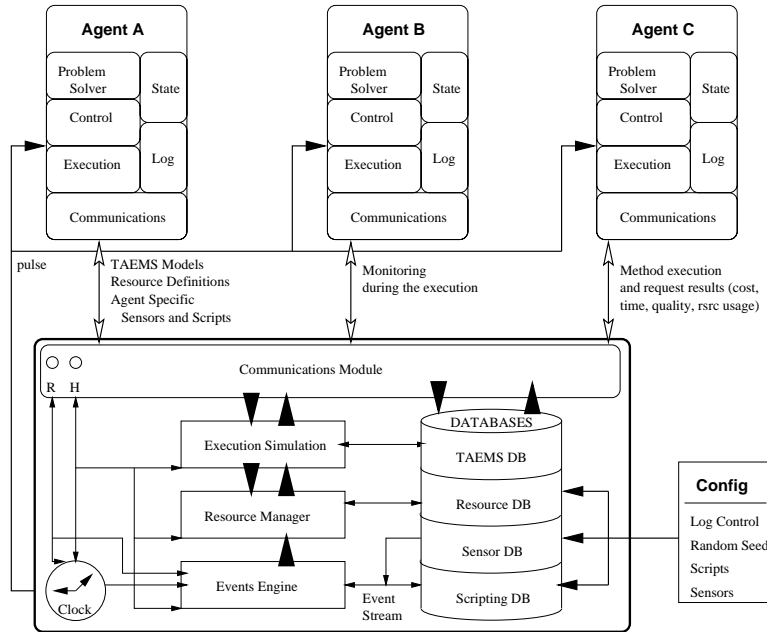 Agent A
Problem
Solver
State
Control
Execution
Log
Communications
Agent B
Problem
Solver
State
Control
Execution
Log
Communications
Agent C
Problem
Solver
State
Control
Execution
Log
Communications
pulse
TAEMS Models
Resource Definitions
Agent Specific
Sensors and Scripts
Monitoring
during the execution
Method execution
and request results (cost,
time, quality, rsrc usage)
R H
Communications Module
Execution Simulation
Resource Manager
Events Engine
Clock
Event
Stream
DATABASES
TAEMS DB
Resource DB
Sensor DB
Scripting DB
Config
Log Control
Random Seed
Scripts
Sensors